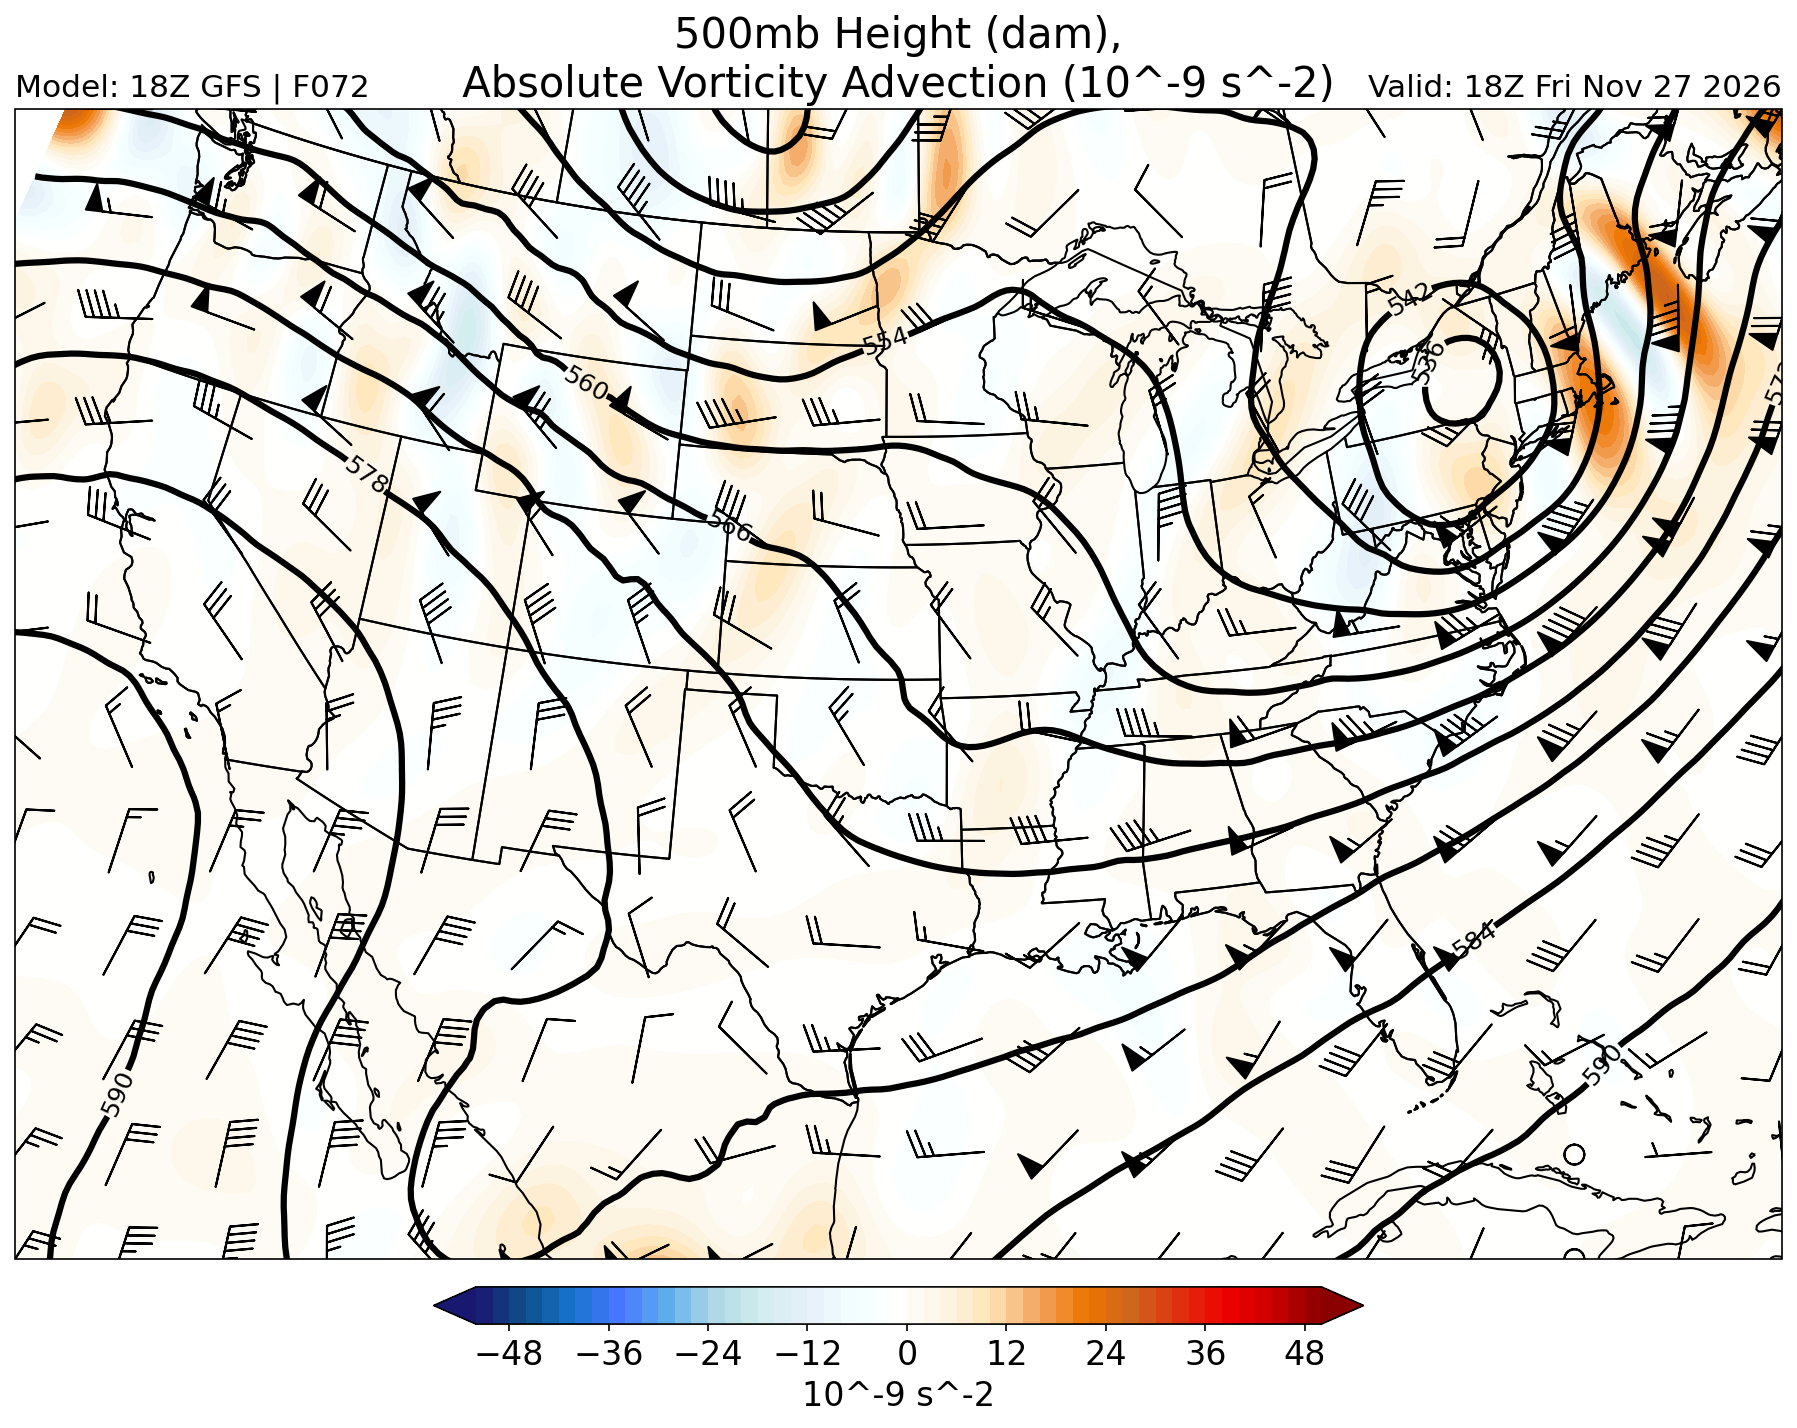 500mb Height (dam),
Model: 18Z GFS | F072
Absolute Vorticity Advection (10^-9 s^-2)
Valid: 18Z Fri Nov 27 2026
542
536
554
572
560
578
566
584
590
590
−48 −36 −24 −12 0 12 24 36 48
10^-9 s^-2